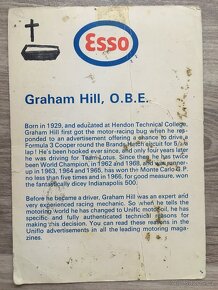 Esso
Graham Hill, O.B.E.
Born in 1929, and educated at Hendon Technical College,
Graham Hill first got the motor-racing bug when he res-
ponded to an advertisement offering a chance to drive a
Formula 3 Cooper round the Brands Hatch circuit for 5/- a
lap! He's been hooked ever since, and only four years later
he was driving for Team Lotus. Since then he has twice
been World Champion, in 1962 and 1968, and was runner-
up in 1963, 1964 and 1965, has won the Monte Carlo G.P.
no less than five times and in 1966, for good measure, won
the fantastically dicey Indianapolis 500.
Before he became a driver, Graham Hill was an expert and
very experienced racing mechanic. So when he tells the
motoring world he has changed to Uniflo motor oil, he has
specific and fully authenticated technical reasons for
making this decision. You can read these reasons in the
Uniflo advertisements in all the leading motoring maga-
zines.